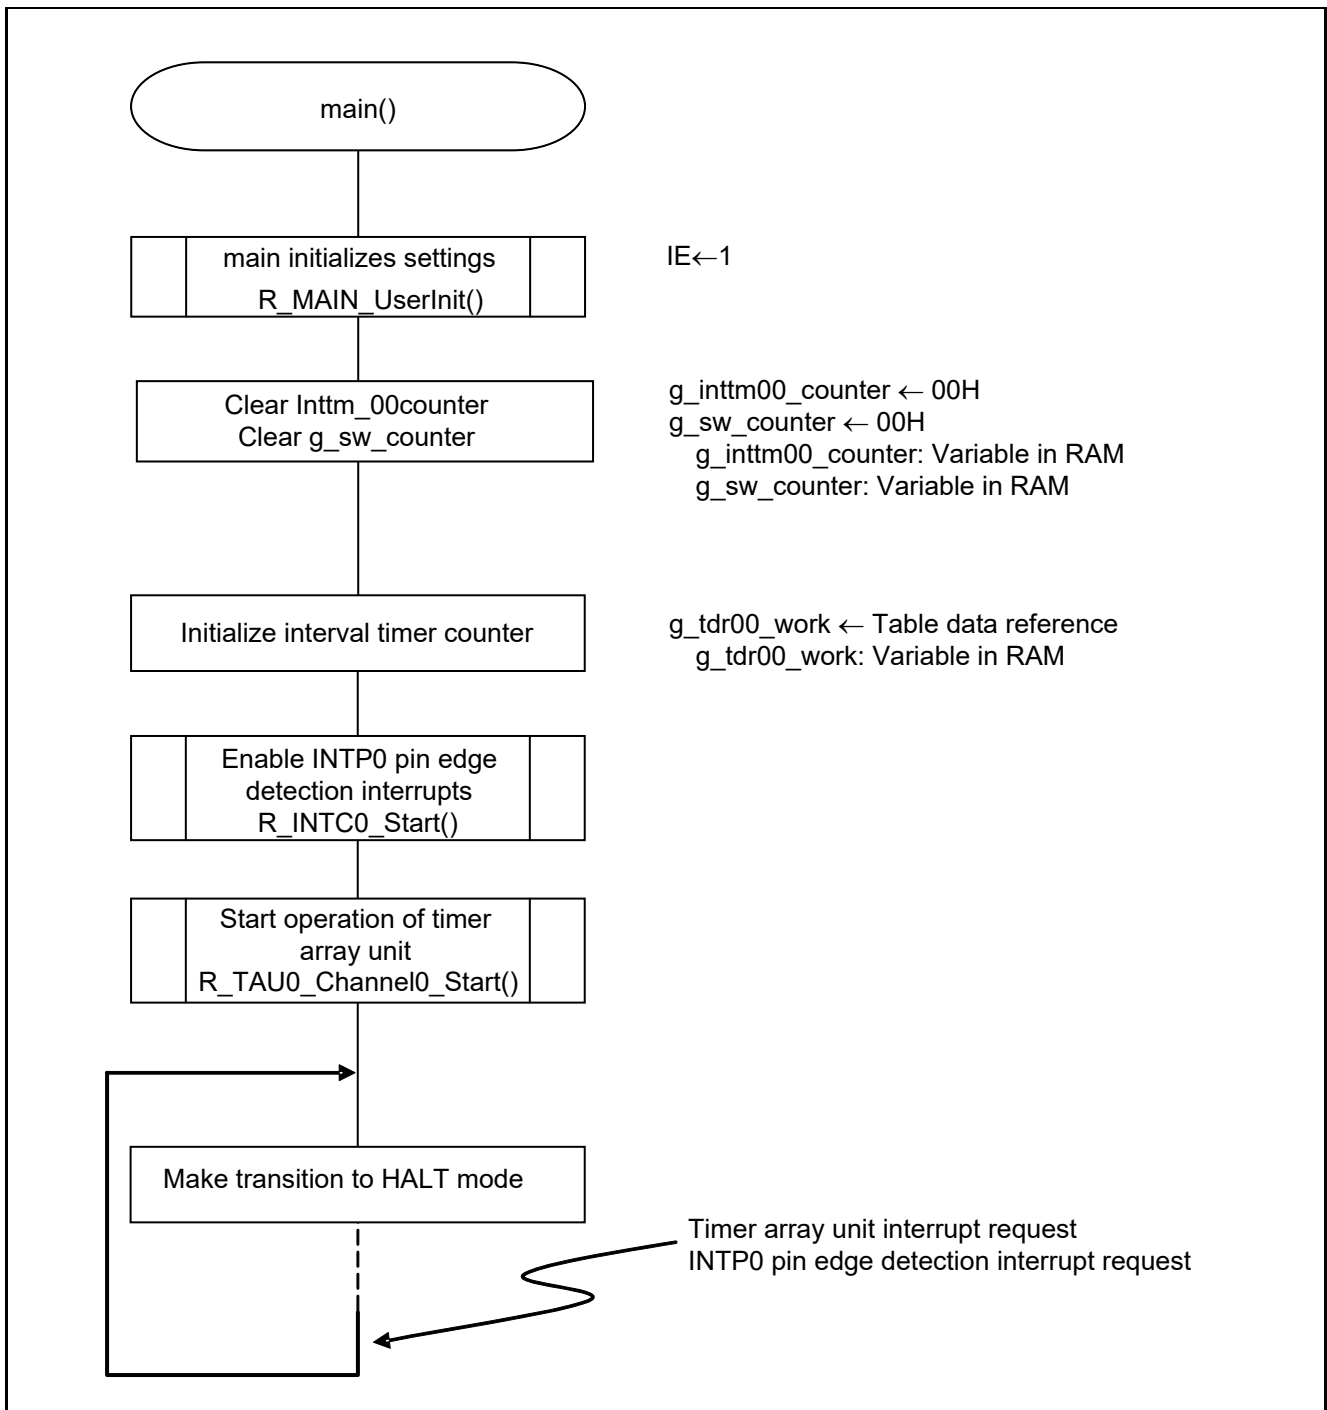 main()
main initializes settings
R_MAIN_UserInit()
IE←1
Clear Inttm_00counter
Clear g_sw_counter
g_inttm00_counter ← 00H
g_sw_counter ← 00H
g_inttm00_counter: Variable in RAM
g_sw_counter: Variable in RAM
Initialize interval timer counter
g_tdr00_work ← Table data reference
g_tdr00_work: Variable in RAM
Enable INTP0 pin edge
detection interrupts
R_INTC0_Start()
Start operation of timer
array unit
R_TAU0_Channel0_Start()
Make transition to HALT mode
Timer array unit interrupt request
INTP0 pin edge detection interrupt request